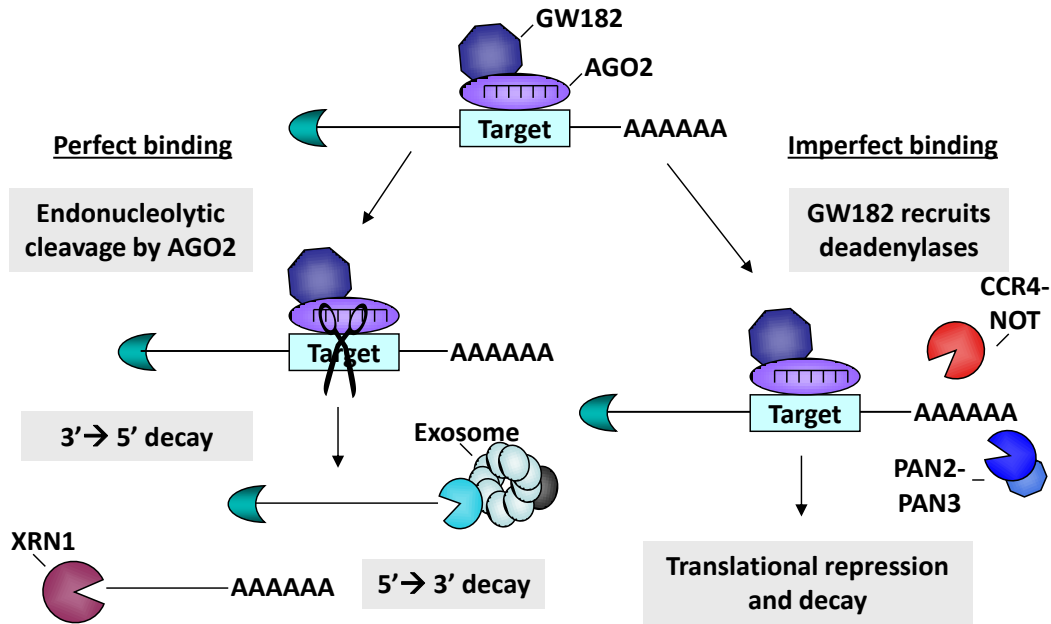 GW182
AGO2
Target
AAAAAA
Perfect binding
Imperfect binding
Endonucleolytic
cleavage by AGO2
GW182 recruits
deadenylases
CCR4-
NOT
Target
AAAAAA
Target
AAAAAA
3’→ 5’ decay
Exosome
PAN2-
PAN3
XRN1
AAAAAA
5’→ 3’ decay
Translational repression
and decay